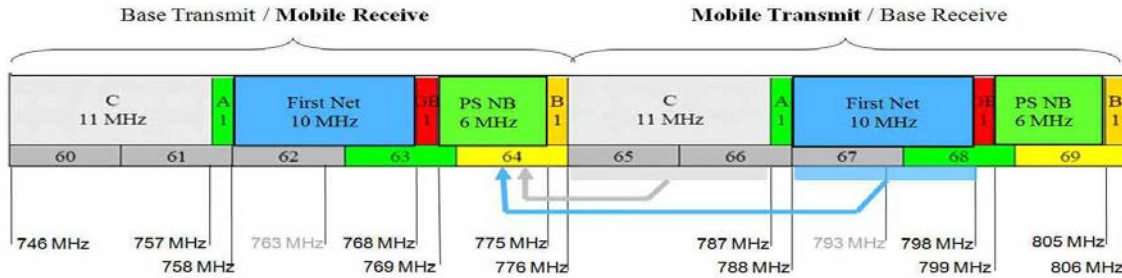 Base Transmit / Mobile Receive
Mobile Transmit / Base Receive
C
11 MHz
A
1
First Net
10 MHz
GB
1
PS NB
6 MHz
B
1
C
11 MHz
A
1
First Net
10 MHz
GB
1
PS NB
6 MHz
B
1
60 61 62 63 64 65 66 67 68 69
746 MHz 757 MHz 763 MHz 768 MHz 775 MHz 787 MHz 793 MHz 798 MHz 805 MHz
758 MHz 769 MHz 776 MHz 788 MHz 799 MHz 806 MHz